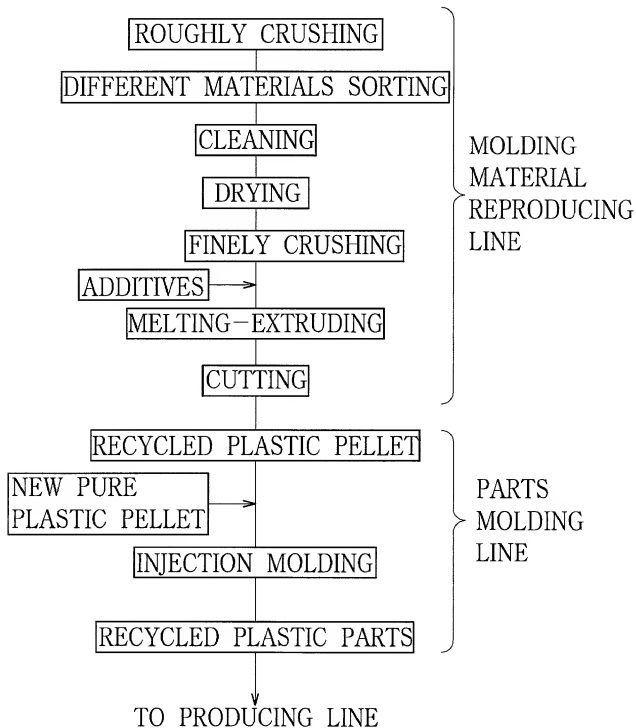 ROUGHLY CRUSHING
DIFFERENT MATERIALS SORTING
CLEANING
DRYING
FINELY CRUSHING
ADDITIVES
MELTING-EXTRUDING
CUTTING
MOLDING
MATERIAL
REPRODUCING
LINE
RECYCLED PLASTIC PELLET
NEW PURE
PLASTIC PELLET
INJECTION MOLDING
RECYCLED PLASTIC PARTS
PARTS
MOLDING
LINE
TO PRODUCING LINE